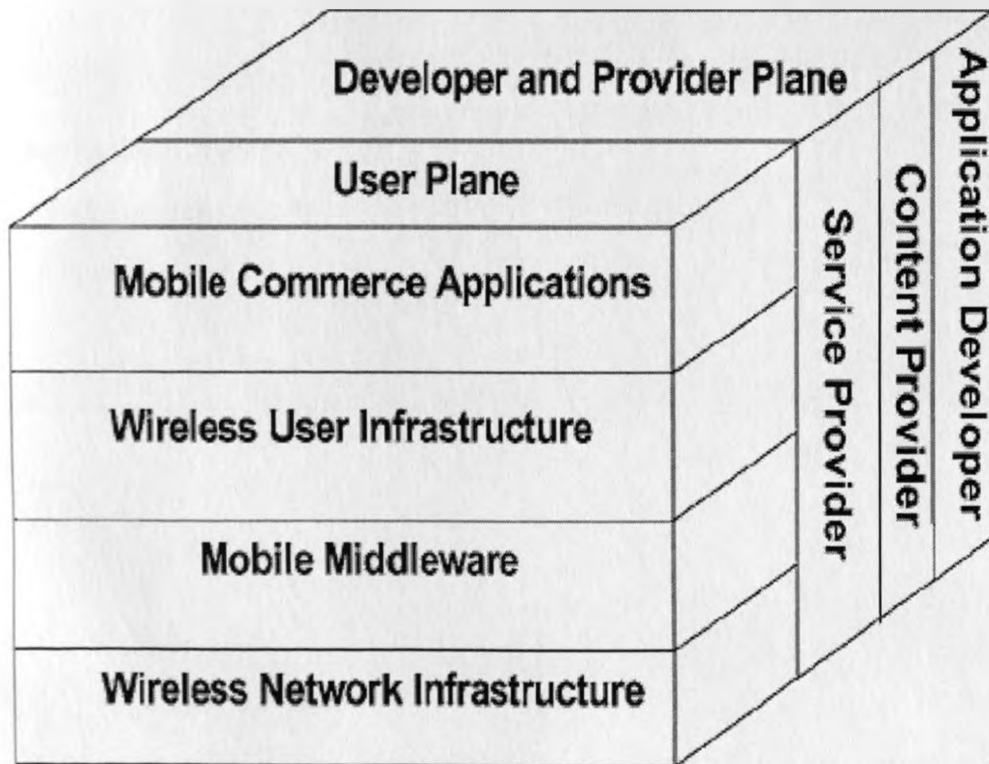 Developer and Provider Plane
User Plane
Mobile Commerce Applications
Wireless User Infrastructure
Mobile Middleware
Wireless Network Infrastructure
Service Provider
Content Provider
Application Developer